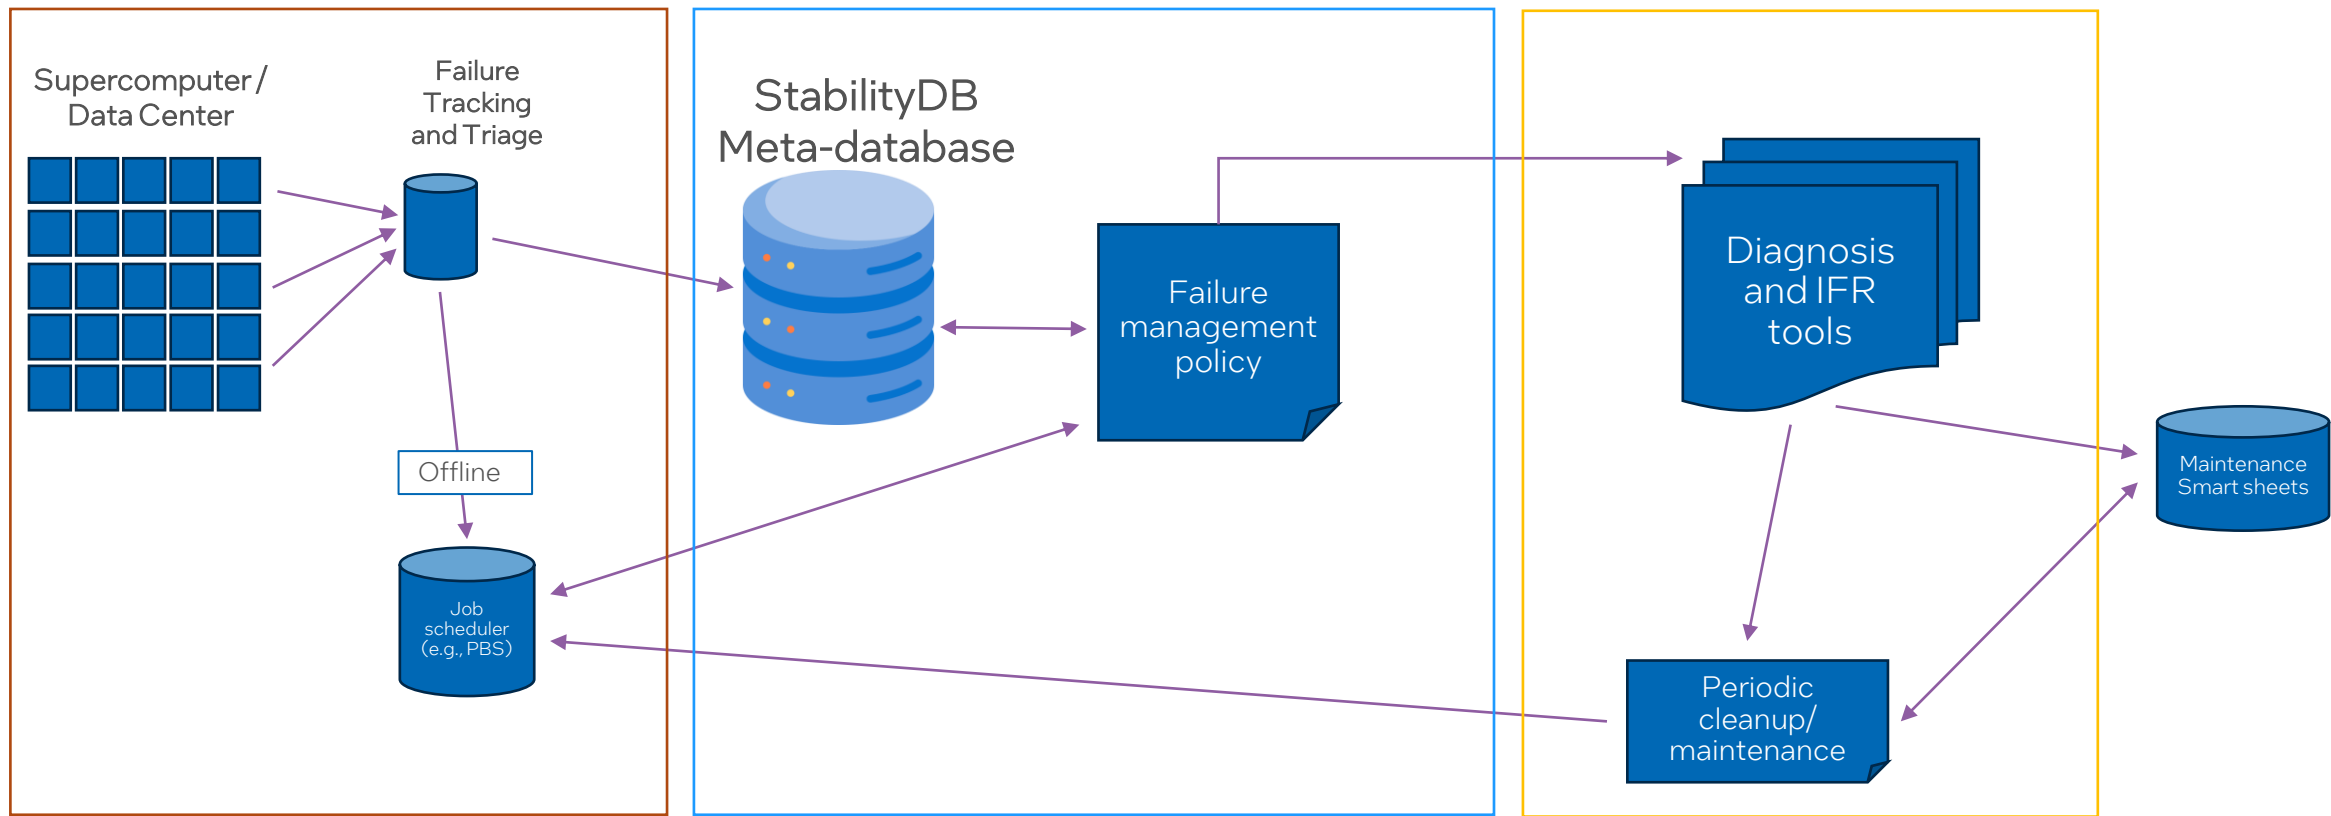 Supercomputer /
Data Center
Failure
Tracking
and Triage
Offline
Job
scheduler
(e.g., PBS)
StabilityDB
Meta-database
Failure
management
policy
Diagnosis
and IFR
tools
Periodic
cleanup/
maintenance
Maintenance
Smart sheets